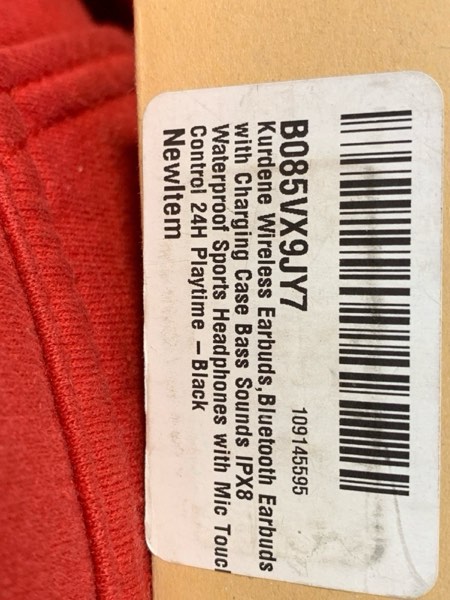 B085VX9JY7 109145595
Kurdene Wireless Earbuds,Bluetooth Earbuds
with Charging Case Bass Sounds IPX8
Waterproof Sports Headphones with Mic Touc
Control 24H Playtime – Black
NewItem